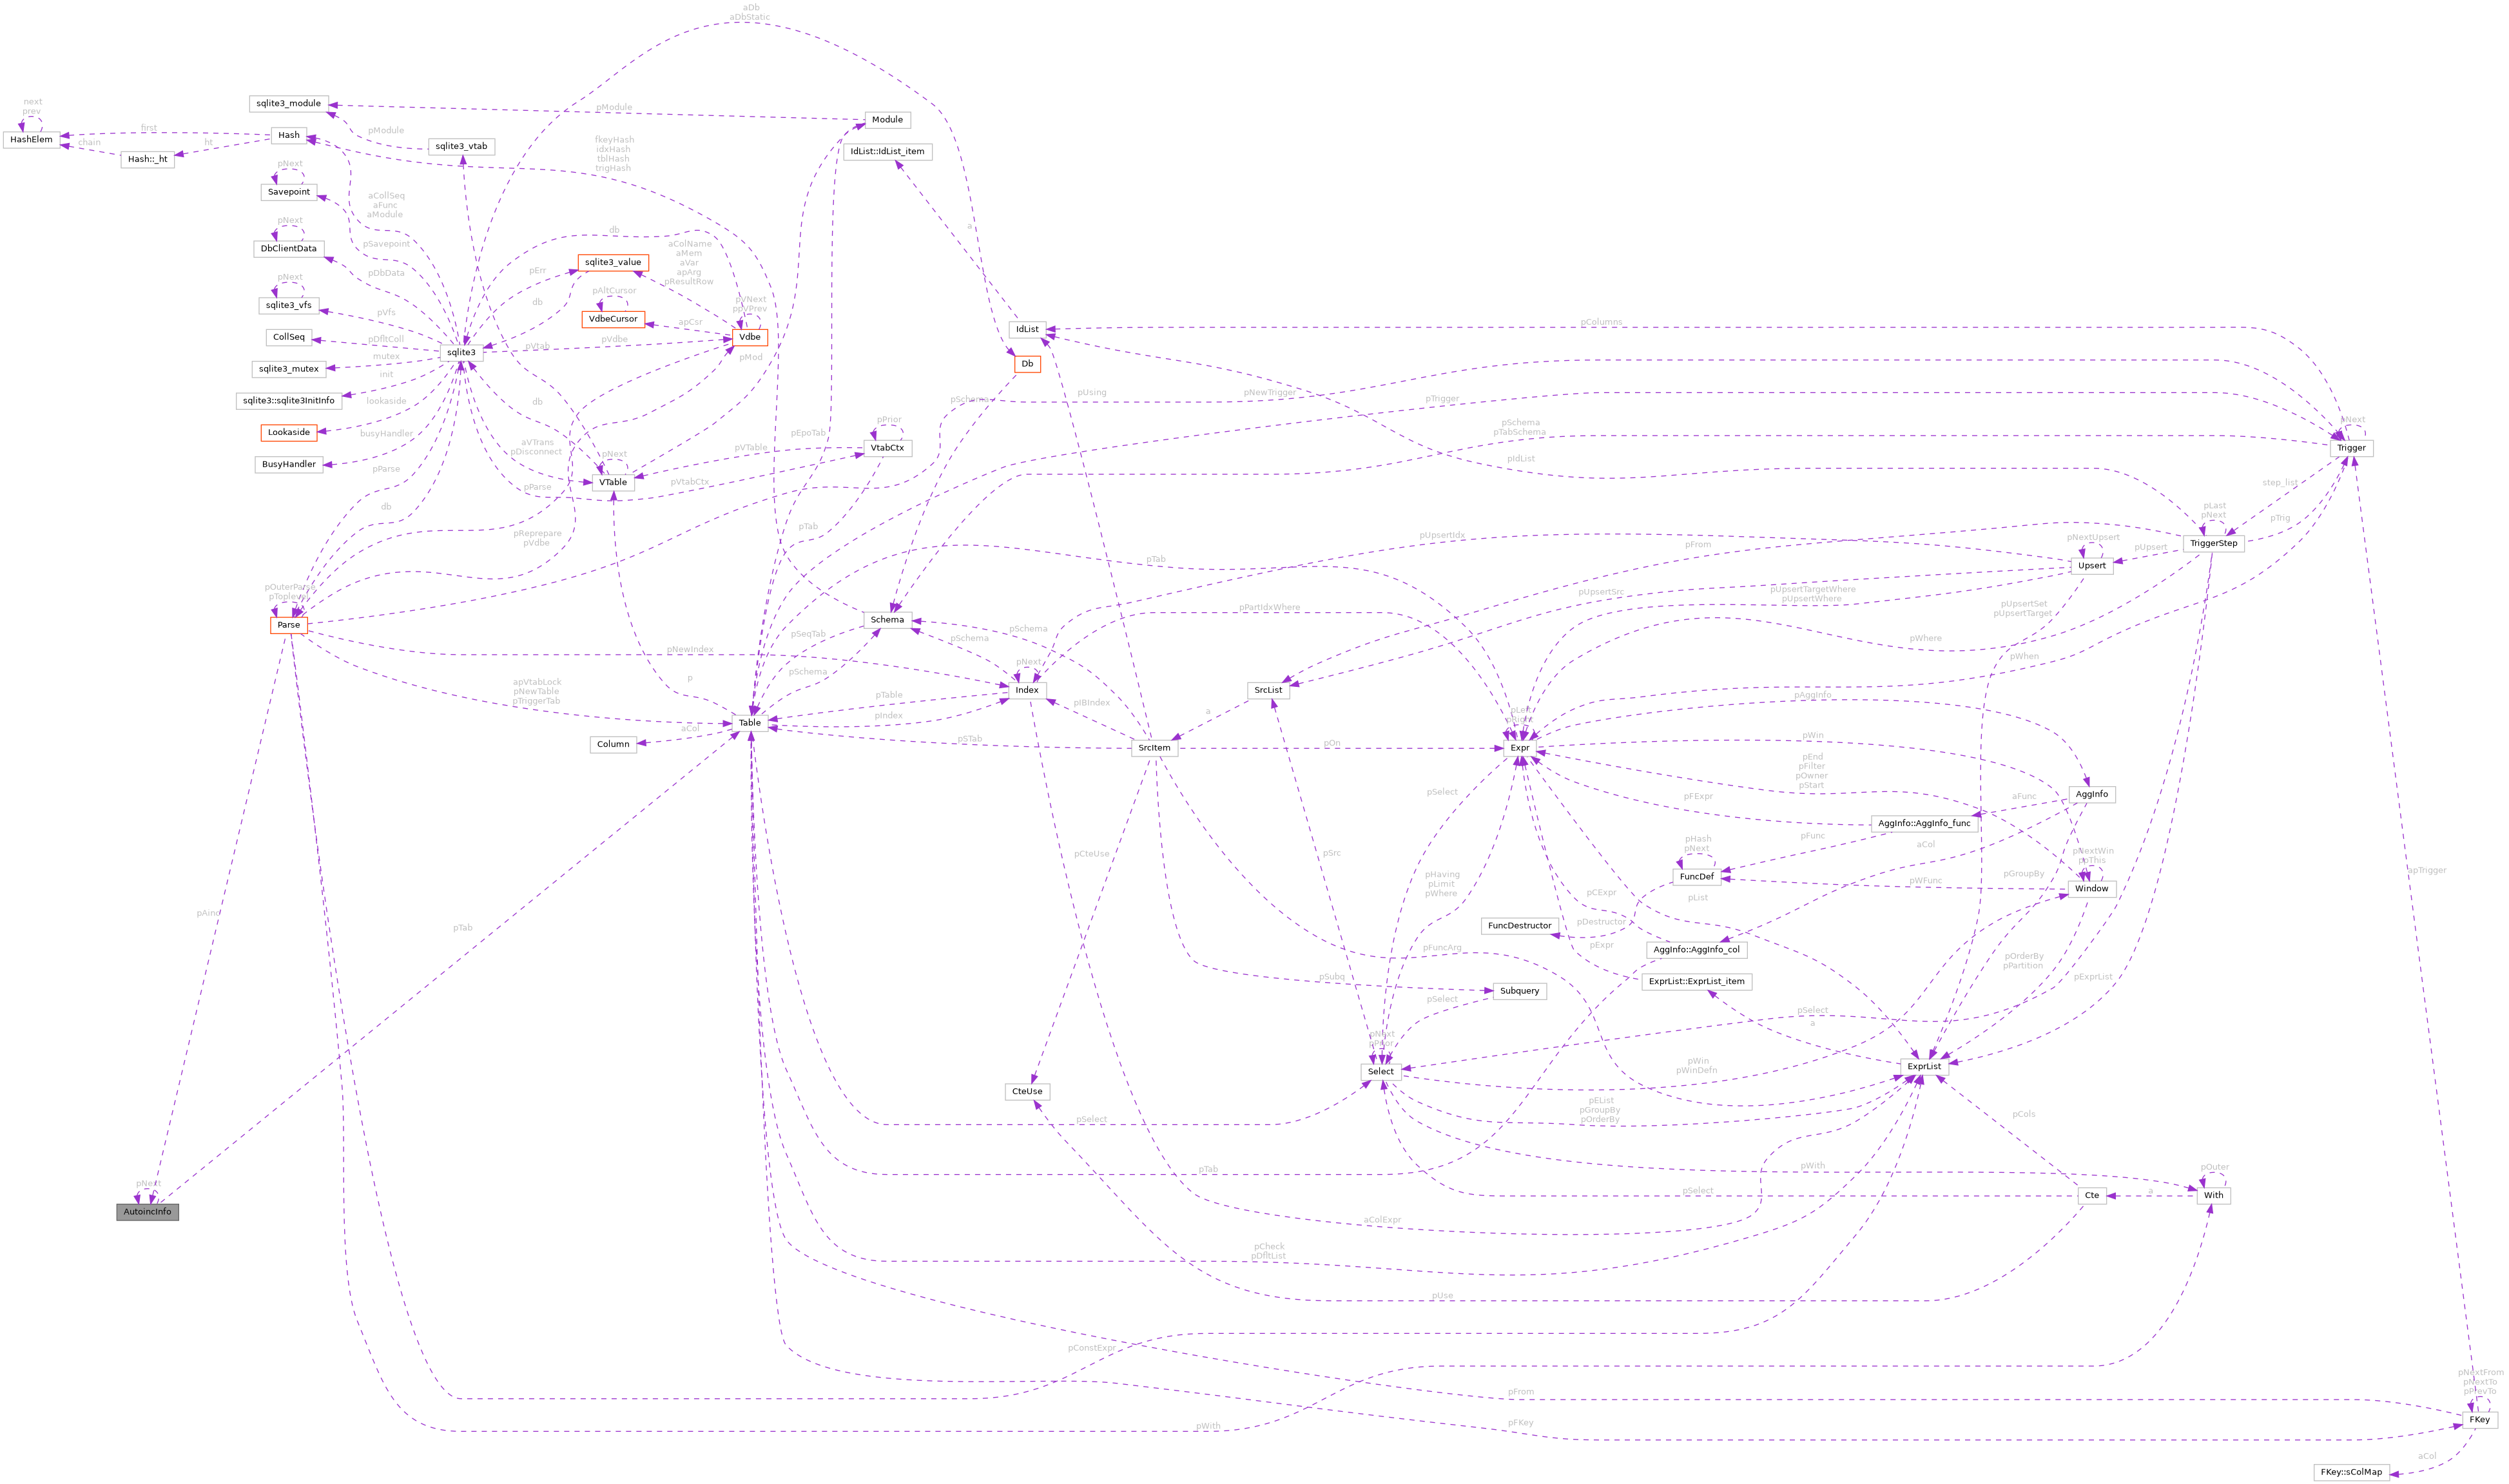 aDb
aDbStatic
next
prev
sqlite3_module
pModule
Module
HashElem
first
Hash
pModule
fkeyHash
idxHash
tblHash
trigHash
chain
ht
sqlite3_vtab
IdList::IdList_item
Hash::_ht
pNext
Savepoint
aCollSeq
aFunc
aModule
pNext
a
db
DbClientData
pSavepoint
aColName
aMem
aVar
apArg
pResultRow
sqlite3_value
pErr
pDbData
pNext
pAltCursor
pVNext
ppVPrev
sqlite3_vfs
db
pVfs
VdbeCursor
apCsr
pColumns
IdList
CollSeq
pDfltColl
Vdbe
pVdbe
pVtab
sqlite3
mutex
pMod
Db
sqlite3_mutex
init
pUsing
pNewTrigger
sqlite3::sqlite3InitInfo
lookaside
db
pSchema
pTrigger
Lookaside
pPrior
pNext
busyHandler
aVTrans
pDisconnect
pEpoTab
pVTable
VtabCtx
pSchema
pTabSchema
Trigger
BusyHandler
pNext
pIdList
pParse
VTable
pParse
pVtabCtx
step_list
db
pLast
pNext
pTrig
pReprepare
pVdbe
pTab
pUpsertIdx
pFrom
pNextUpsert
TriggerStep
pUpsert
pTab
Upsert
pOuterParse
pToplevel
pUpsertSrc
pUpsertTargetWhere
pUpsertWhere
pPartIdxWhere
pUpsertSet
pUpsertTarget
Parse
Schema
pSeqTab
pSchema
pSchema
pWhere
pNewIndex
pNext
pWhen
pSchema
apVtabLock
pNewTable
pTriggerTab
p
Index
SrcList
pAggInfo
pTable
pIBIndex
pLeft
pRight
a
Table
pIndex
aCol
pSTab
pWin
Column
SrcItem
pOn
Expr
pEnd
pFilter
pOwner
pStart
AggInfo
pSelect
pFExpr
aFunc
AggInfo::AggInfo_func
pFunc
pHash
pNext
aCol
pCteUse
pSrc
pNextWin
ppThis
pHaving
pLimit
pWhere
FuncDef
pWFunc
pGroupBy
Window
apTrigger
pCExpr
pList
pAinc
pTab
FuncDestructor
pDestructor
pFuncArg
pExpr
AggInfo::AggInfo_col
pOrderBy
pPartition
pSubq
pExprList
ExprList::ExprList_item
Subquery
pSelect
pSelect
a
pNext
pPrior
pWin
pWinDefn
Select
ExprList
CteUse
pEList
pGroupBy
pOrderBy
pSelect
pCols
pTab
pWith
pOuter
pNext
pSelect
Cte
a
With
AutoincInfo
aColExpr
pCheck
pDfltList
pUse
pConstExpr
pNextFrom
pNextTo
pPrevTo
pFrom
pWith
pFKey
FKey
aCol
FKey::sColMap